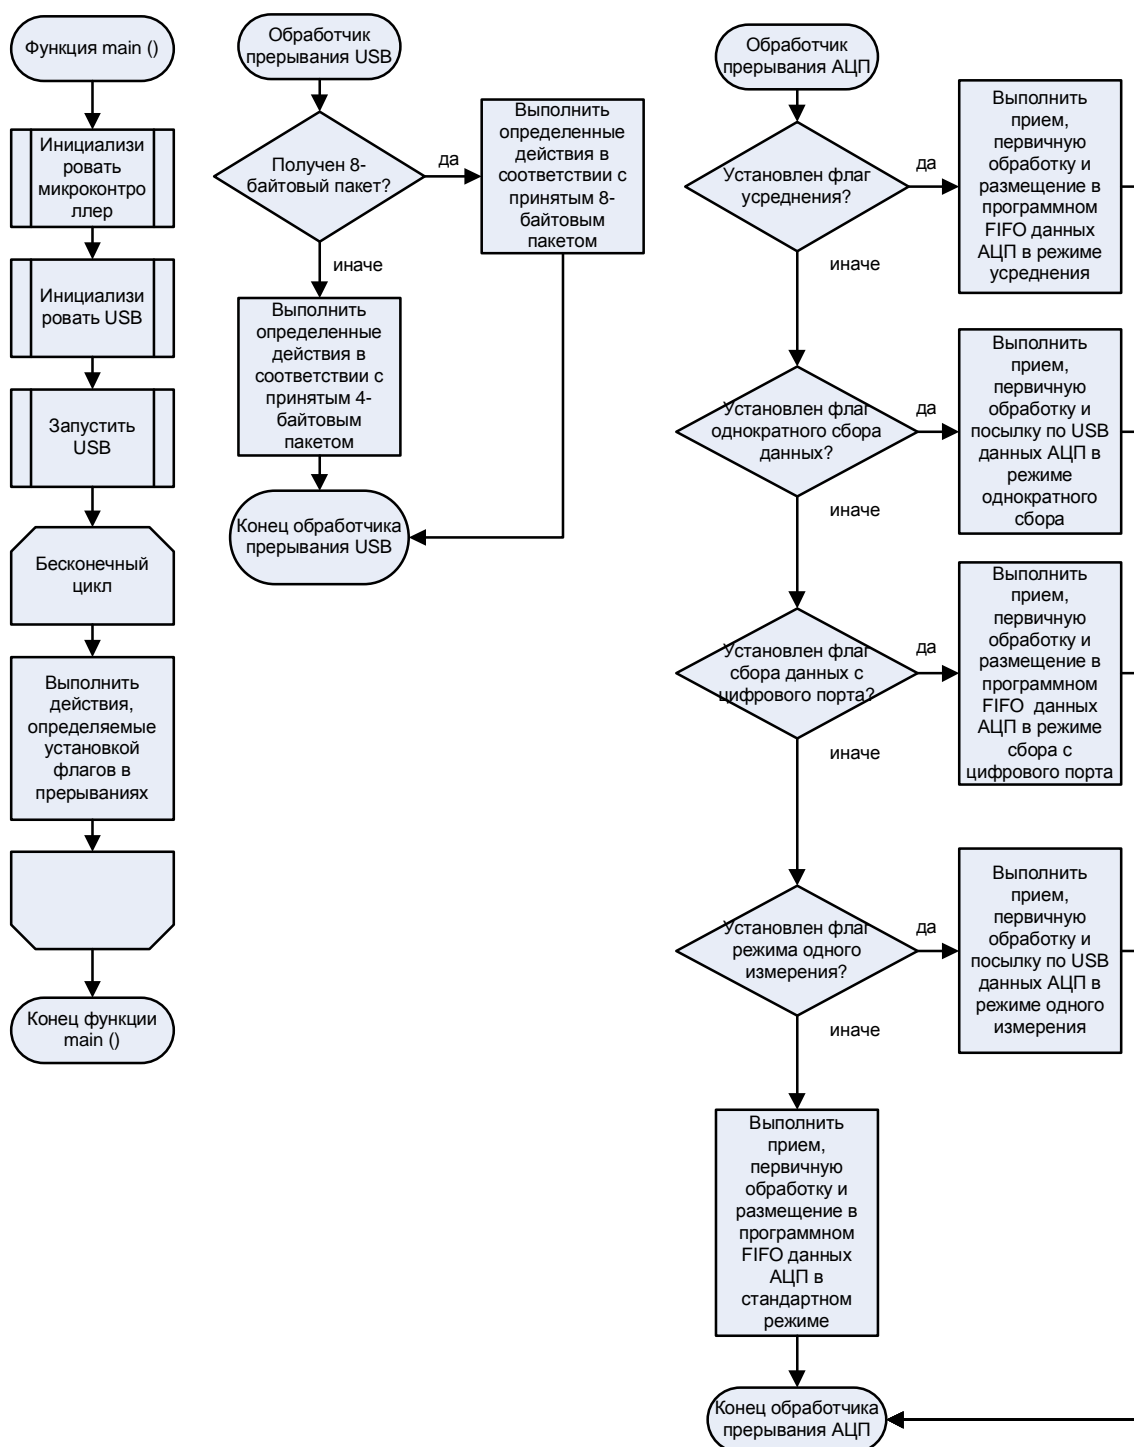 Функция main ()
Инициализи
ровать
микроконтро
ллер
Инициализи
ровать USB
Запустить
USB
Бесконечный
цикл
Выполнить
действия,
определяемые
установкой
флагов в
прерываниях
Конец функции
main ()
Обработчик
прерывания USB
Получен 8-
байтовый пакет?
да
Выполнить
определенные
действия в
соответствии с
принятым 8-
байтовым
пакетом
иначе
Выполнить
определенные
действия в
соответствии с
принятым 4-
байтовым
пакетом
Конец обработчика
прерывания USB
Обработчик
прерывания АЦП
Установлен флаг
усреднения?
да
Выполнить
прием,
первичную
обработку и
размещение в
программном
FIFO данных
АЦП в режиме
усреднения
иначе
Установлен флаг
однократного сбора
данных?
да
Выполнить
прием,
первичную
обработку и
посылку по USB
данных АЦП в
режиме
однократного
сбора
иначе
Установлен флаг
сбора данных с
цифрового порта?
да
Выполнить
прием,
первичную
обработку и
размещение в
программном
FIFO данных
АЦП в режиме
сбора с
цифрового порта
иначе
Установлен флаг
режима одного
измерения?
да
Выполнить
прием,
первичную
обработку и
посылку по USB
данных АЦП в
режиме одного
измерения
иначе
Выполнить
прием,
первичную
обработку и
размещение в
программном
FIFO данных
АЦП в
стандартном
режиме
Конец обработчика
прерывания АЦП